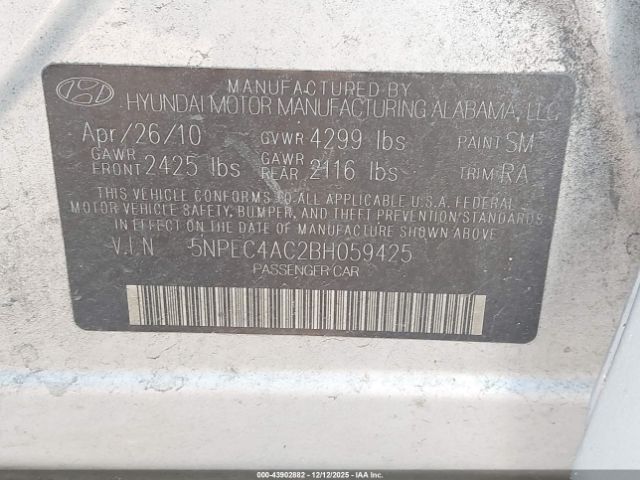 MANUFACTURED BY
HYUNDAI MOTOR MANUFACTURING ALABAMA, LLC
Apr/26/10 GVWR 4299 lbs PAINT SM
GAWR FRONT 2425 lbs GAWR REAR 2116 lbs TRIM RA
THIS VEHICLE CONFORMS TO ALL APPLICABLE U.S.A. FEDERAL
MOTOR VEHICLE SAFETY, BUMPER, AND THEFT PREVENTION STANDARDS
IN EFFECT ON THE DATE OF MANUFACTURE SHOWN ABOVE.
V.I.N 5NPEC4AC2BH059425
PASSENGER CAR
000-43902882 - 12/12/2025 - IAA Inc.